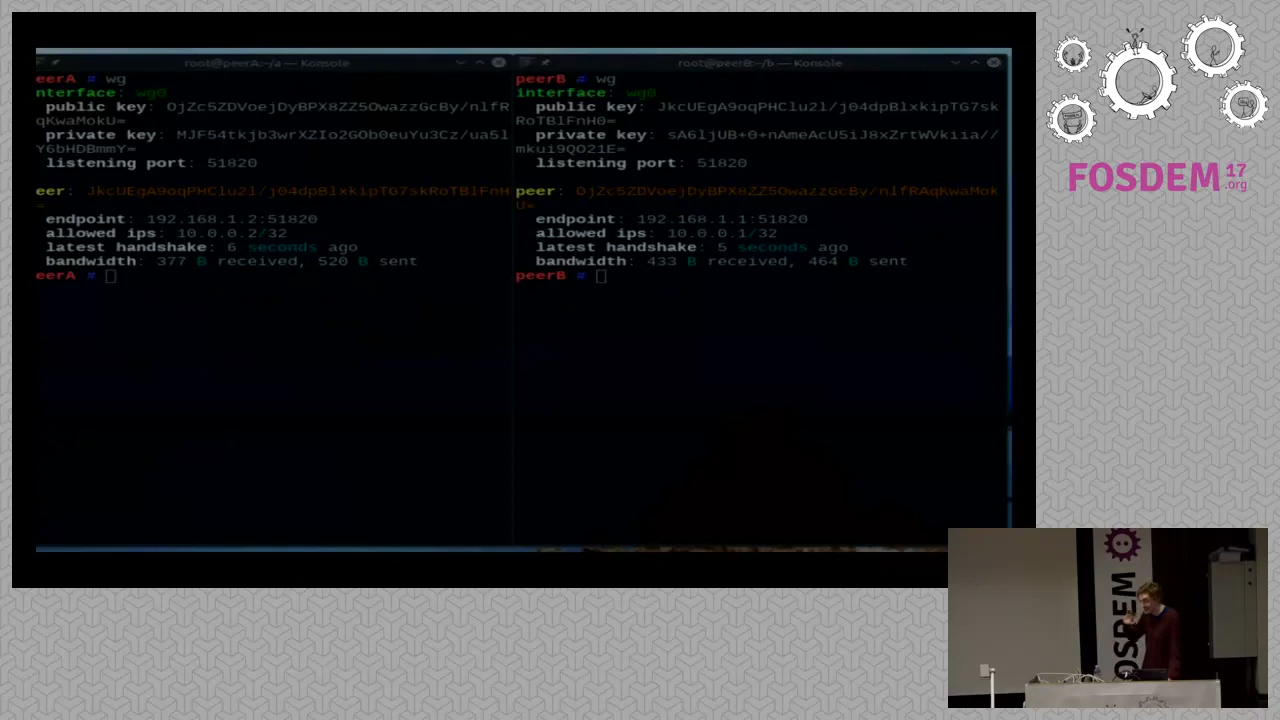 root@peerA:~/a — Konsole
eerA # wg
nterface: wg0
public key: OjZc5ZDVoejDyBPX8ZZ5OwazzGcBy/nlfR
qKwaMokU=
private key: MJF54tkjb3wrXZIo2GOb0euYu3Cz/ua5l
Y6bHDBmmY=
listening port: 51820
eer: JkcUEgA9oqPHClu2l/j04dpBlxkipTG7skRoTBlFnH
=
endpoint: 192.168.1.2:51820
allowed ips: 10.0.0.2/32
latest handshake: 6 seconds ago
bandwidth: 377 B received, 520 B sent
eerA #
root@peerB:~/b — Konsole
peerB # wg
interface: wg0
public key: JkcUEgA9oqPHClu2l/j04dpBlxkipTG7sk
RoTBlFnH0=
private key: sA6ljUB+0+nAmeAcU5iJ8xZrtWVkiia//
mkui9QO21E=
listening port: 51820
peer: OjZc5ZDVoejDyBPX8ZZ5OwazzGcBy/nlfRAqKwaMok
U=
endpoint: 192.168.1.1:51820
allowed ips: 10.0.0.1/32
latest handshake: 5 seconds ago
bandwidth: 433 B received, 464 B sent
peerB #
FOSDEM 17
.org
OSDEM